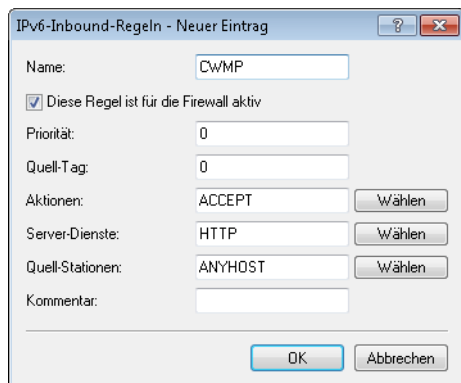 IPv6-Inbound-Regeln - Neuer Eintrag
Name: CWMP
Diese Regel ist für die Firewall aktiv
Priorität: 0
Quell-Tag: 0
Aktionen: ACCEPT Wählen
Server-Dienste: HTTP Wählen
Quell-Stationen: ANYHOST Wählen
Kommentar:
OK Abbrechen